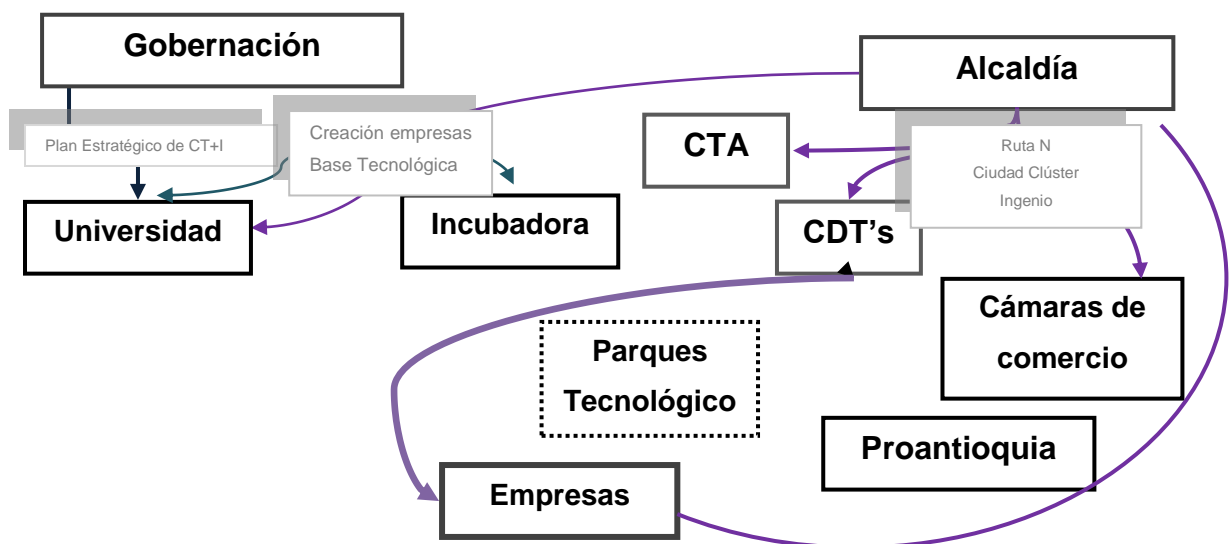 Gobernación
Alcaldía
Plan Estratégico de CT+I
Creación empresas
Base Tecnológica
CTA
Ruta N
Ciudad Clúster
Ingenio
Universidad
Incubadora
CDT’s
Cámaras de
comercio
Parques
Tecnológico
Proantioquia
Empresas